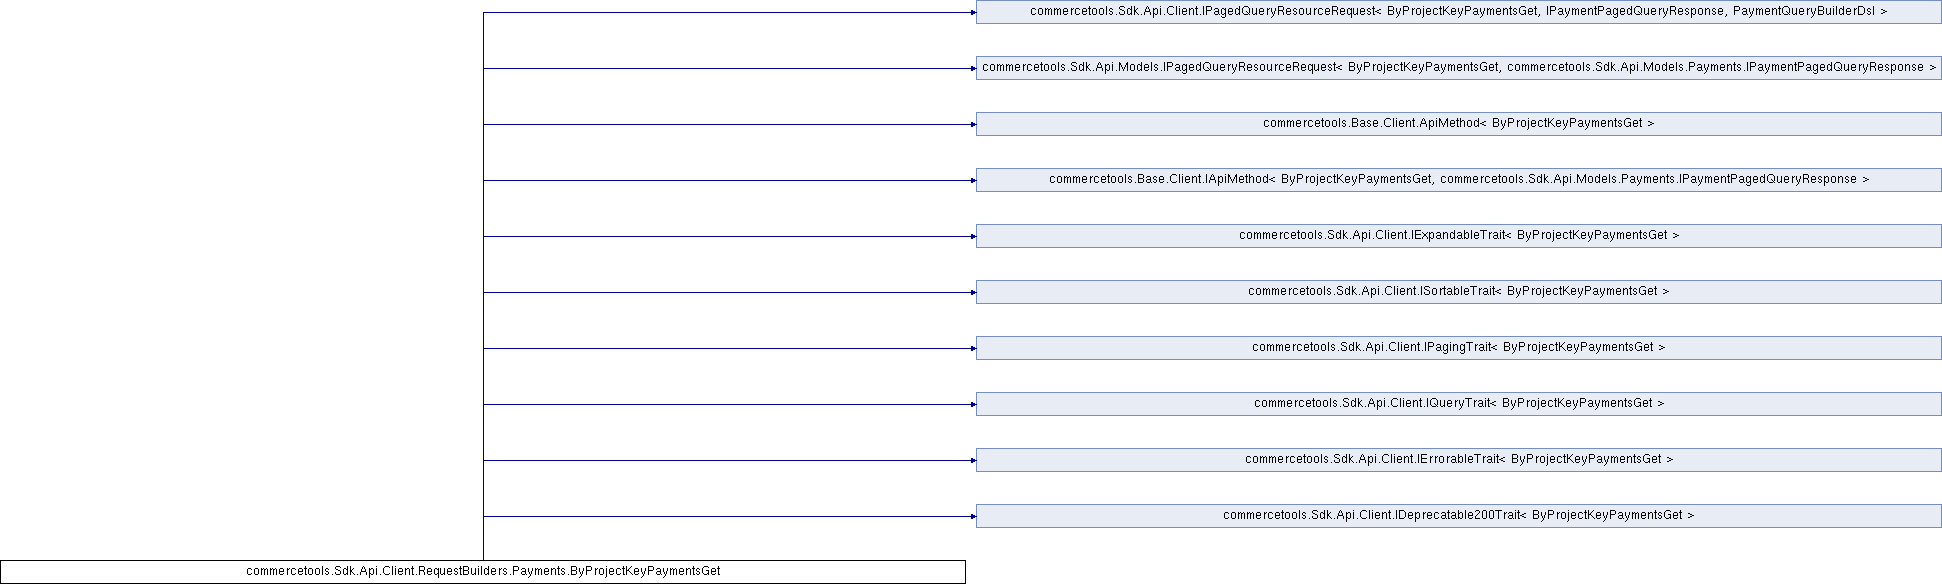 commercetools.Sdk.Api.Client.IPagedQueryResourceRequest< ByProjectKeyPaymentsGet, IPaymentPagedQueryResponse, PaymentQueryBuilderDsl >
commercetools.Sdk.Api.Models.IPagedQueryResourceRequest< ByProjectKeyPaymentsGet, commercetools.Sdk.Api.Models.Payments.IPaymentPagedQueryResponse >
commercetools.Base.Client.ApiMethod< ByProjectKeyPaymentsGet >
commercetools.Base.Client.IApiMethod< ByProjectKeyPaymentsGet, commercetools.Sdk.Api.Models.Payments.IPaymentPagedQueryResponse >
commercetools.Sdk.Api.Client.IExpandableTrait< ByProjectKeyPaymentsGet >
commercetools.Sdk.Api.Client.ISortableTrait< ByProjectKeyPaymentsGet >
commercetools.Sdk.Api.Client.IPagingTrait< ByProjectKeyPaymentsGet >
commercetools.Sdk.Api.Client.IQueryTrait< ByProjectKeyPaymentsGet >
commercetools.Sdk.Api.Client.IErrorableTrait< ByProjectKeyPaymentsGet >
commercetools.Sdk.Api.Client.IDeprecatable200Trait< ByProjectKeyPaymentsGet >
commercetools.Sdk.Api.Client.RequestBuilders.Payments.ByProjectKeyPaymentsGet